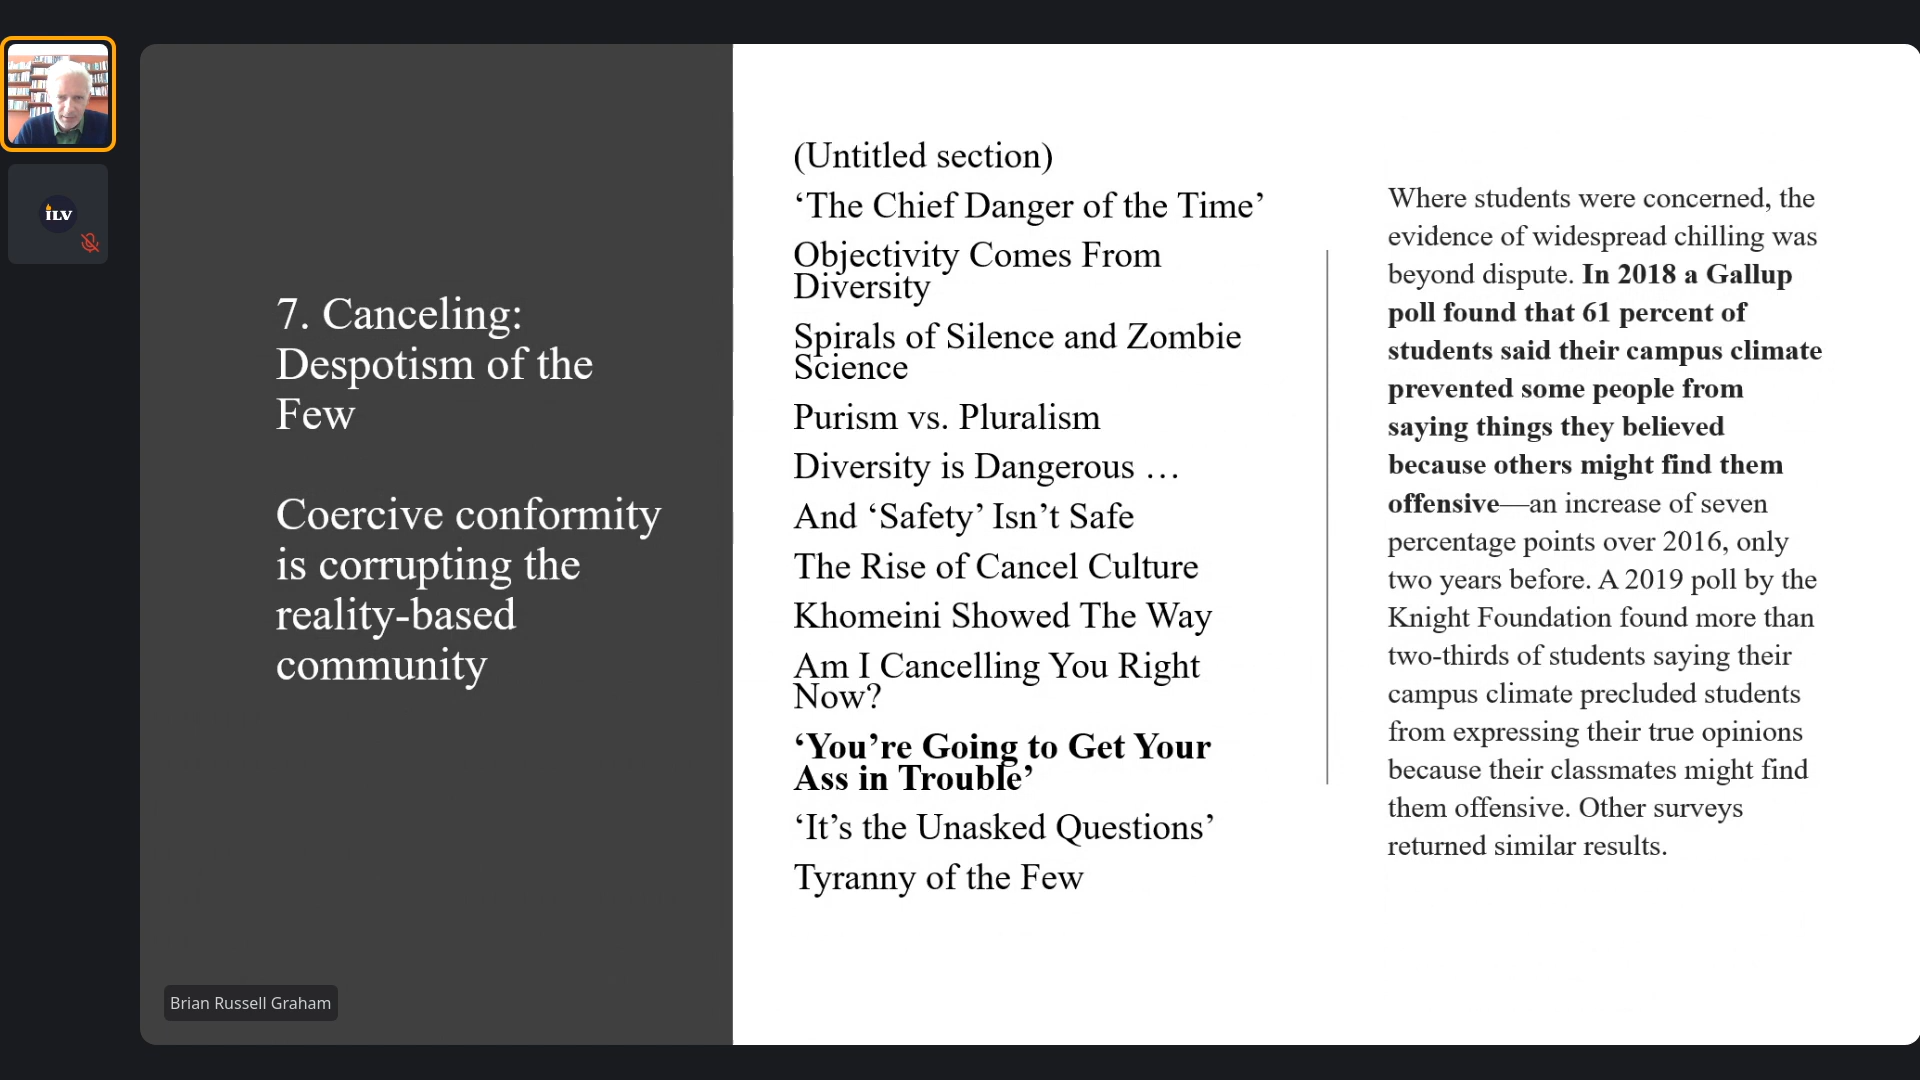 iLV
7. Canceling:
Despotism of the
Few
Coercive conformity
is corrupting the
reality-based
community
Brian Russell Graham
(Untitled section)
‘The Chief Danger of the Time’
Objectivity Comes From
Diversity
Spirals of Silence and Zombie
Science
Purism vs. Pluralism
Diversity is Dangerous …
And ‘Safety’ Isn’t Safe
The Rise of Cancel Culture
Khomeini Showed The Way
Am I Cancelling You Right
Now?
‘You’re Going to Get Your
Ass in Trouble’
‘It’s the Unasked Questions’
Tyranny of the Few
Where students were concerned, the
evidence of widespread chilling was
beyond dispute. In 2018 a Gallup
poll found that 61 percent of
students said their campus climate
prevented some people from
saying things they believed
because others might find them
offensive—an increase of seven
percentage points over 2016, only
two years before. A 2019 poll by the
Knight Foundation found more than
two-thirds of students saying their
campus climate precluded students
from expressing their true opinions
because their classmates might find
them offensive. Other surveys
returned similar results.